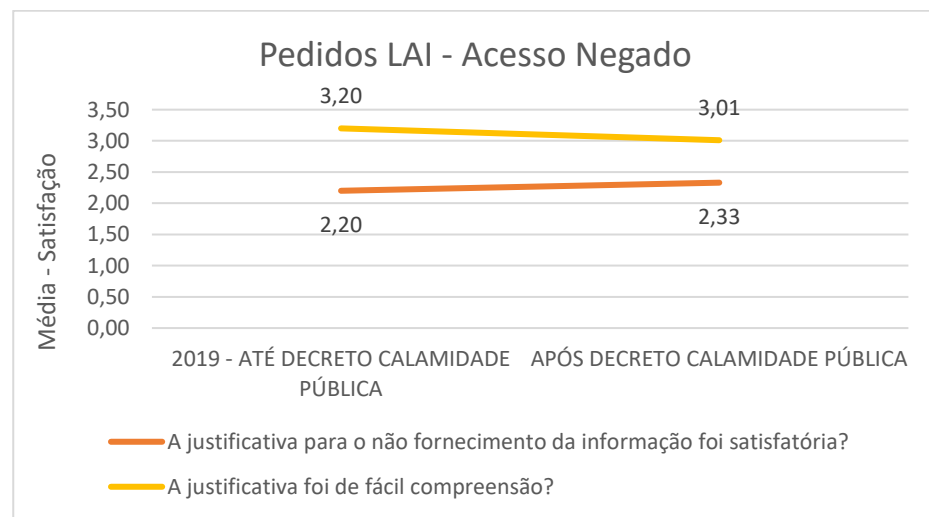 Pedidos LAI - Acesso Negado
3,20
3,01
3,50
3,00
2,50
2,00
1,50
1,00
0,50
0,00
2,20
2,33
Média - Satisfação
2019 - ATÉ DECRETO CALAMIDADE
PÚBLICA
APÓS DECRETO CALAMIDADE PÚBLICA
A justificativa para o não fornecimento da informação foi satisfatória?
A justificativa foi de fácil compreensão?